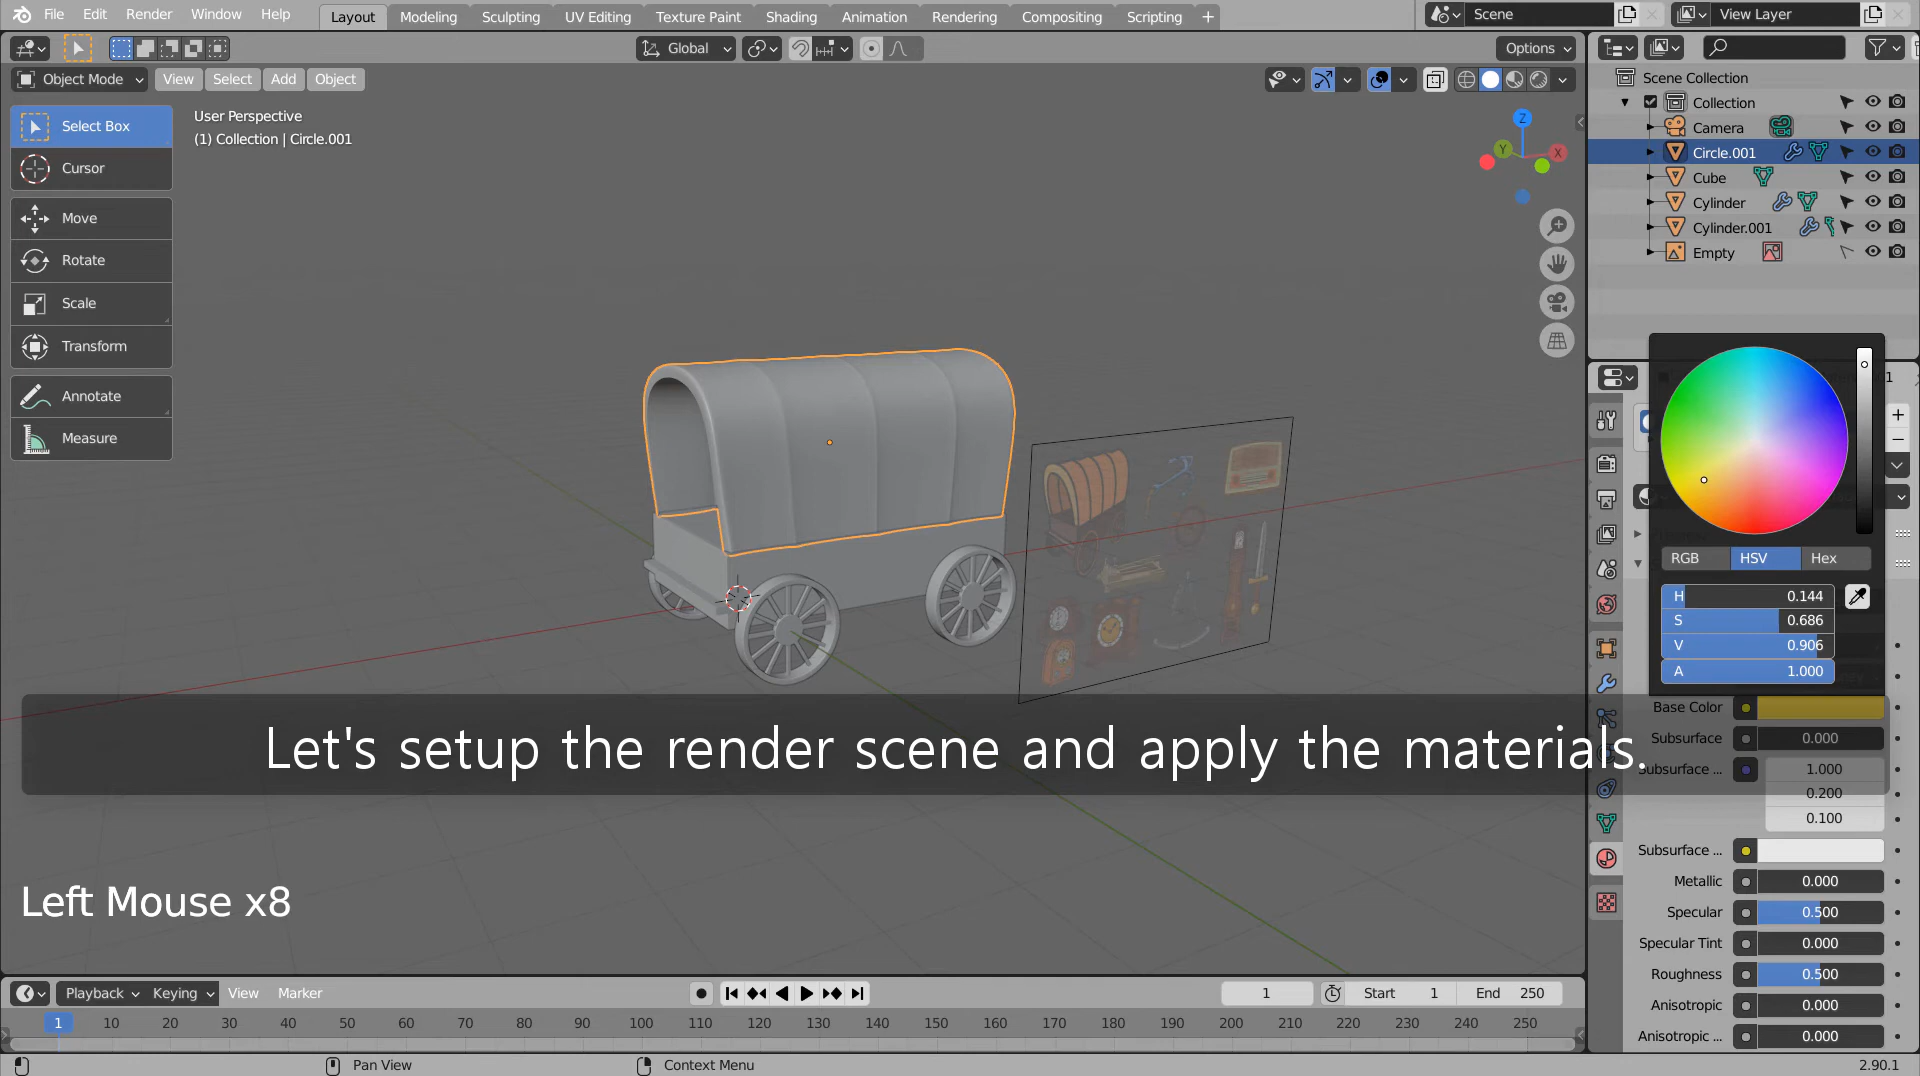 File Edit Render Window Help Layout Modeling Sculpting UV Editing Texture Paint Shading Animation Rendering Compositing Scripting + Scene View Layer
Global Options
Object Mode View Select Add Object
Select Box
Cursor
Move
Rotate
Scale
Transform
Annotate
Measure
User Perspective
(1) Collection | Circle.001
Z
Y
X
Scene Collection
Collection
Camera
Circle.001
Cube
Cylinder
Cylinder.001
Empty
RGB HSV Hex
H 0.144
S 0.686
V 0.906
A 1.000
Base Color
Subsurface 0.000
Subsurface ... 1.000
0.200
0.100
Subsurface ...
Metallic 0.000
Specular 0.500
Specular Tint 0.000
Roughness 0.500
Anisotropic 0.000
Anisotropic ... 0.000
Let's setup the render scene and apply the materials.
Left Mouse x8
Playback Keying View Marker 1 Start 1 End 250
1 10 20 30 40 50 60 70 80 90 100 110 120 130 140 150 160 170 180 190 200 210 220 230 240 250
Pan View Context Menu 2.90.1